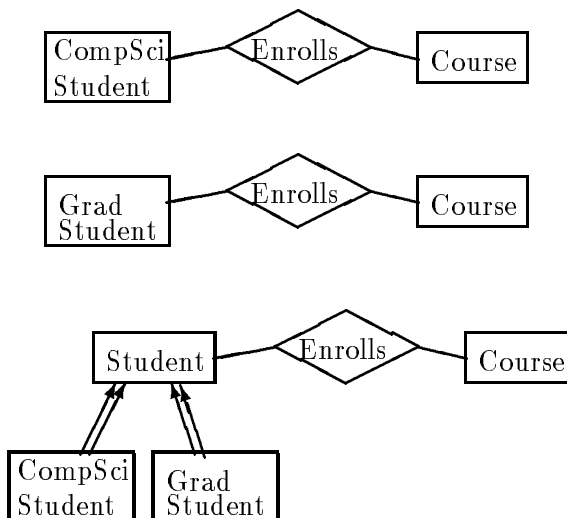 CompSci
Student
Enrolls
Course
Grad
Student
Enrolls
Course
Student
Enrolls
Course
CompSci
Student
Grad
Student